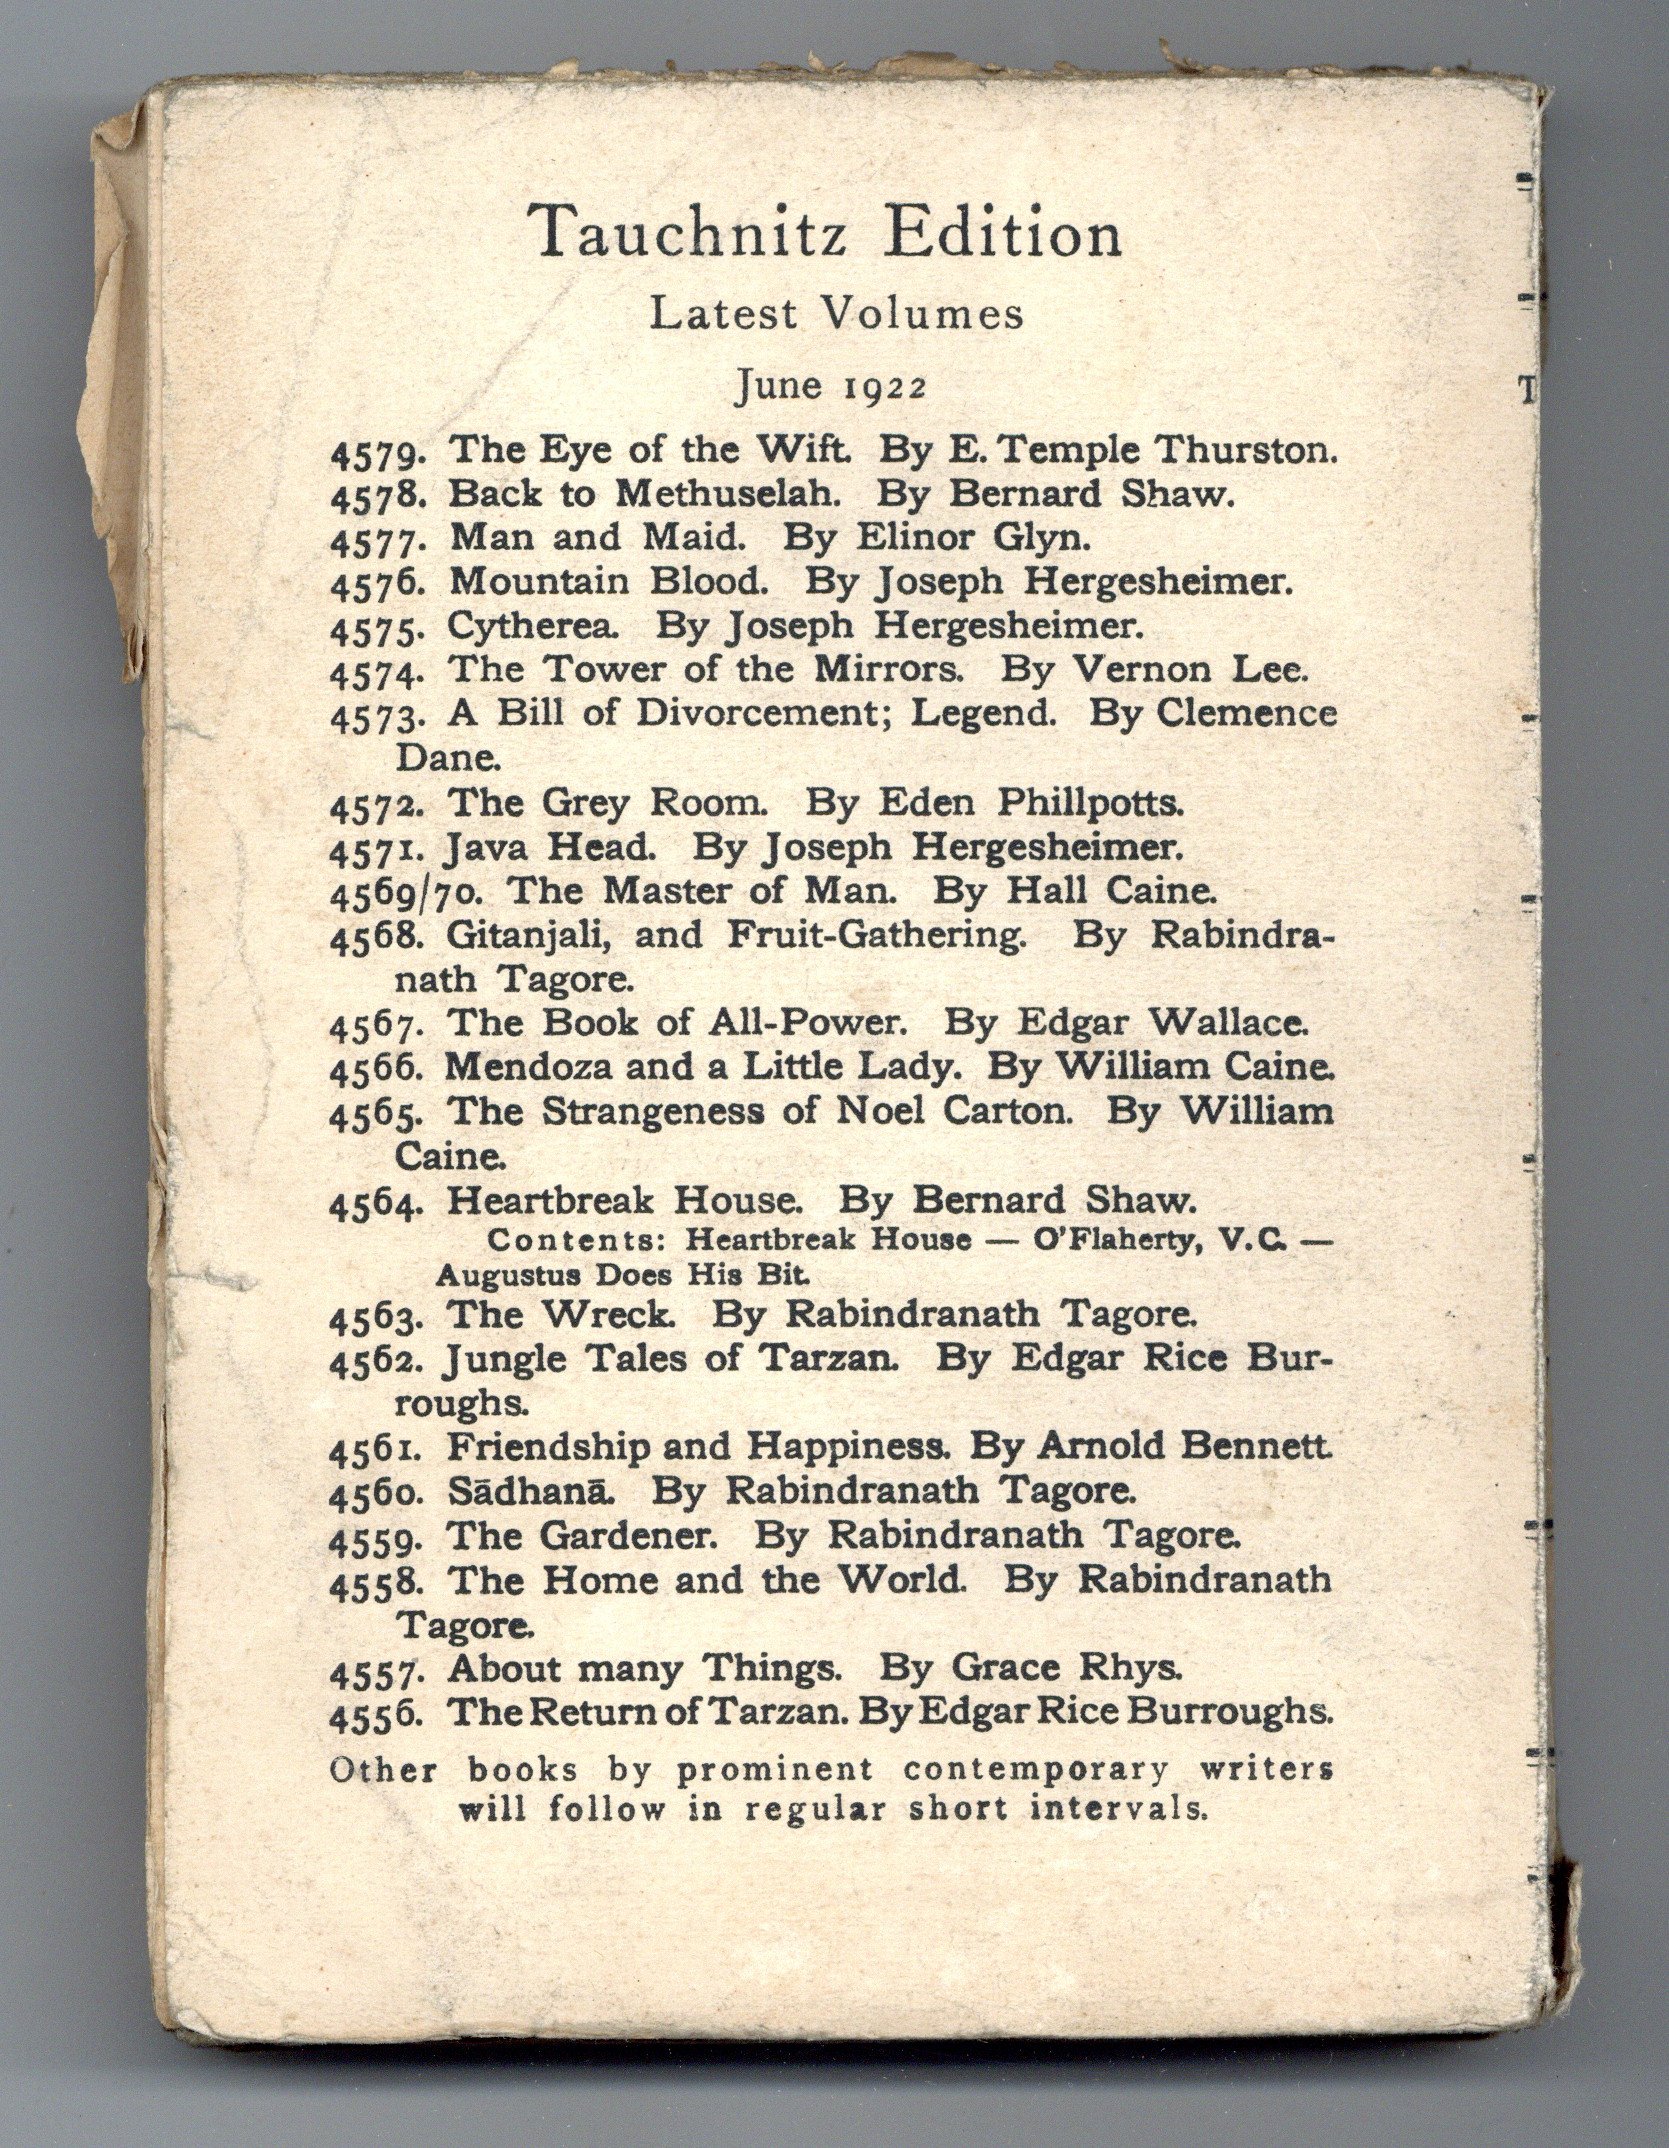 Tauchnitz Edition
Latest Volumes
June 1922
4579. The Eye of the Wift. By E. Temple Thurston.
4578. Back to Methuselah. By Bernard Shaw.
4577. Man and Maid. By Elinor Glyn.
4576. Mountain Blood. By Joseph Hergesheimer.
4575. Cytherea. By Joseph Hergesheimer.
4574. The Tower of the Mirrors. By Vernon Lee.
4573. A Bill of Divorcement; Legend. By Clemence
Dane.
4572. The Grey Room. By Eden Phillpotts.
4571. Java Head. By Joseph Hergesheimer.
4569/70. The Master of Man. By Hall Caine.
4568. Gitanjali, and Fruit-Gathering. By Rabindra-
nath Tagore.
4567. The Book of All-Power. By Edgar Wallace.
4566. Mendoza and a Little Lady. By William Caine.
4565. The Strangeness of Noel Carton. By William
Caine.
4564. Heartbreak House. By Bernard Shaw.
Contents: Heartbreak House — O'Flaherty, V.C. —
Augustus Does His Bit.
4563. The Wreck. By Rabindranath Tagore.
4562. Jungle Tales of Tarzan. By Edgar Rice Bur-
roughs.
4561. Friendship and Happiness. By Arnold Bennett.
4560. Sādhanā. By Rabindranath Tagore.
4559. The Gardener. By Rabindranath Tagore.
4558. The Home and the World. By Rabindranath
Tagore.
4557. About many Things. By Grace Rhys.
4556. The Return of Tarzan. By Edgar Rice Burroughs.
Other books by prominent contemporary writers
will follow in regular short intervals.
T